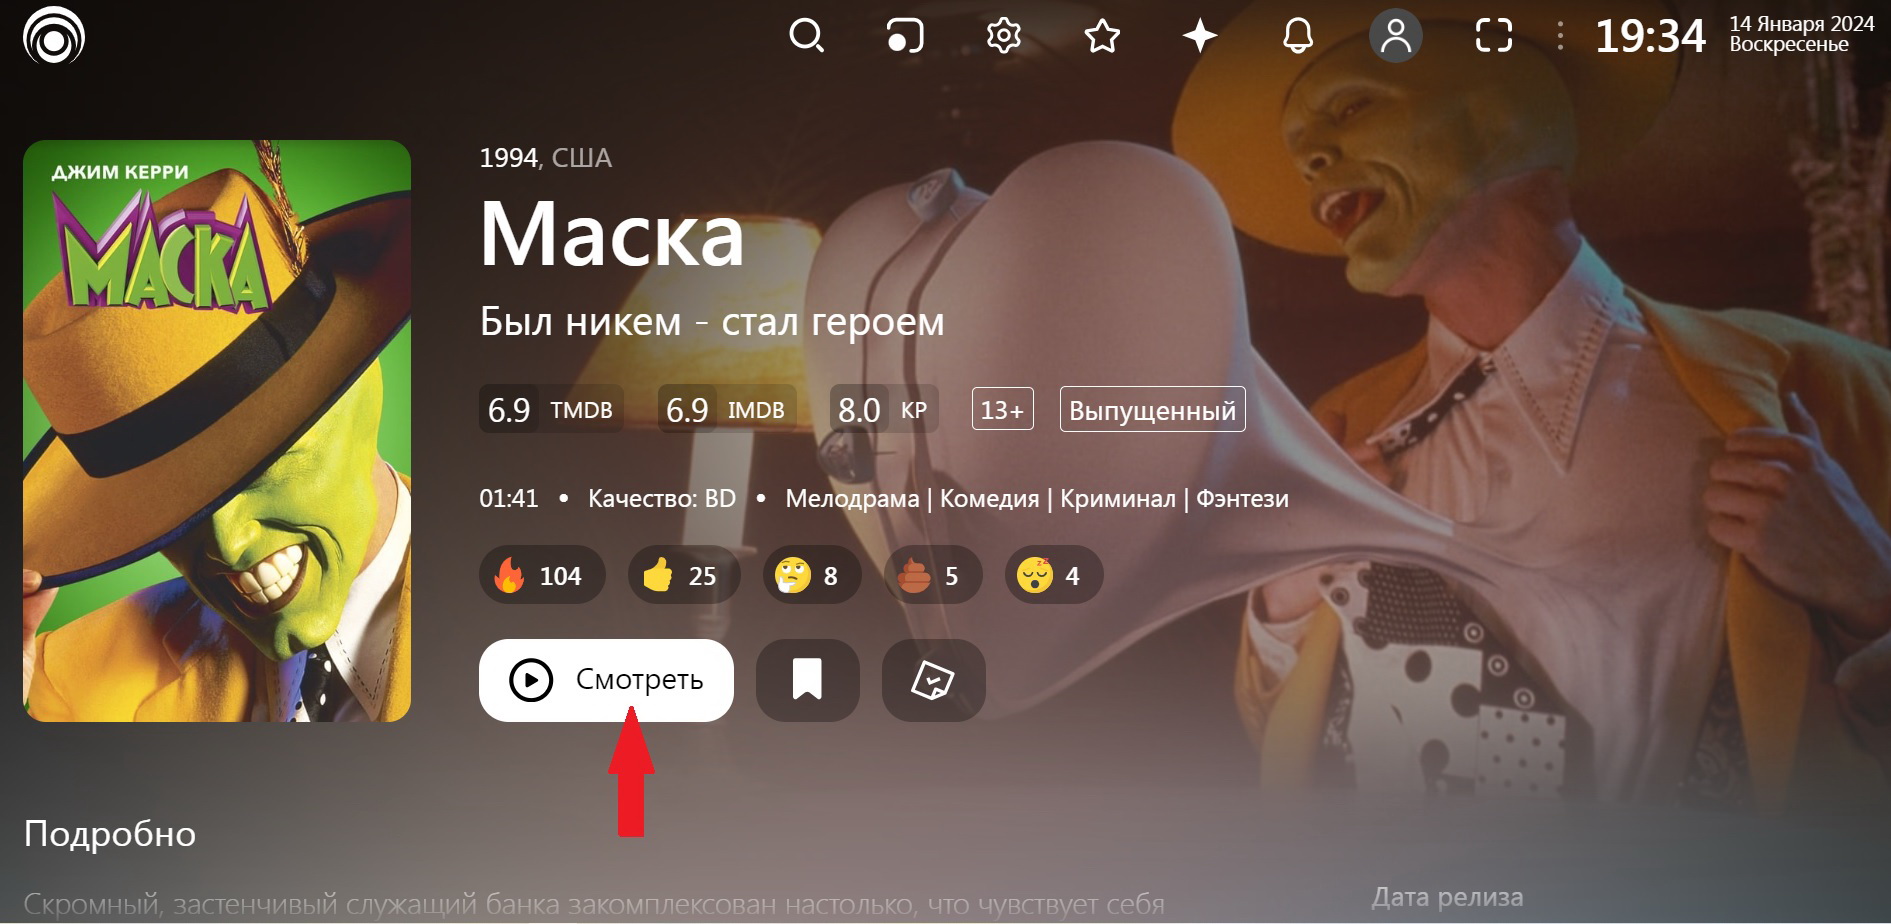 19:34
14 Января 2024
Воскресенье
ДЖИМ КЕРРИ
МАСКА
1994, США
Маска
Был никем - стал героем
6.9 TMDB 6.9 IMDB 8.0 KP 13+ Выпущенный
01:41 • Качество: BD • Мелодрама | Комедия | Криминал | Фэнтези
104 25 8 5 4
Смотреть
Подробно
Скромный, застенчивый служащий банка закомплексован настолько, что чувствует себя
Дата релиза